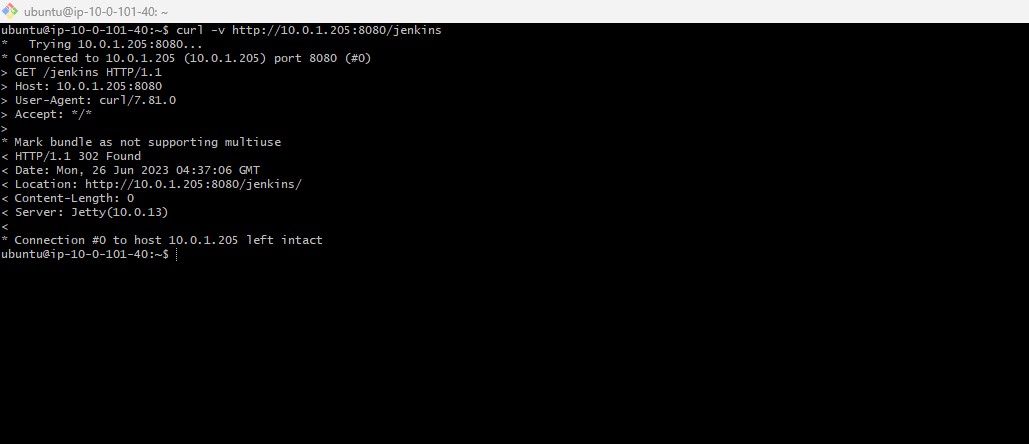 ubuntu@ip-10-0-101-40: ~
ubuntu@ip-10-0-101-40:~$ curl -v http://10.0.1.205:8080/jenkins
*   Trying 10.0.1.205:8080...
* Connected to 10.0.1.205 (10.0.1.205) port 8080 (#0)
> GET /jenkins HTTP/1.1
> Host: 10.0.1.205:8080
> User-Agent: curl/7.81.0
> Accept: */*
>
* Mark bundle as not supporting multiuse
< HTTP/1.1 302 Found
< Date: Mon, 26 Jun 2023 04:37:06 GMT
< Location: http://10.0.1.205:8080/jenkins/
< Content-Length: 0
< Server: Jetty(10.0.13)
<
* Connection #0 to host 10.0.1.205 left intact
ubuntu@ip-10-0-101-40:~$